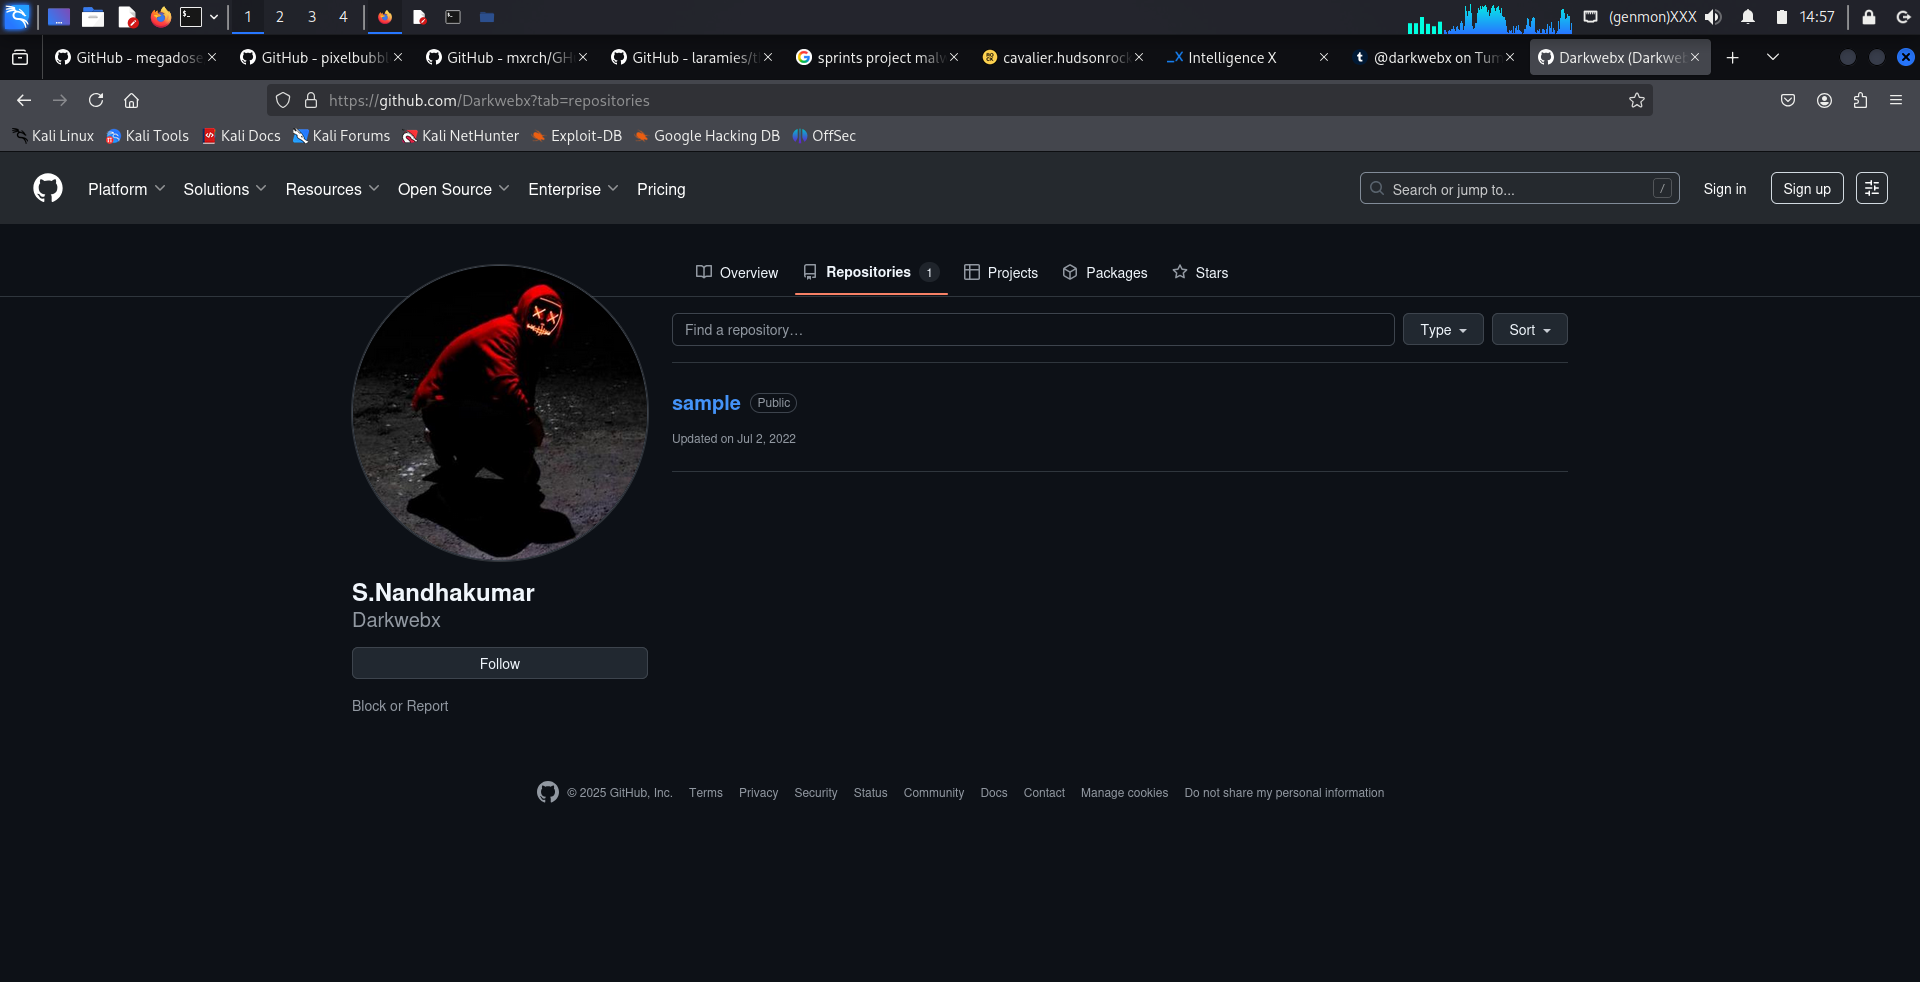 1 2 3 4 (genmon)XXX 14:57
GitHub - megadose GitHub - pixelbubbl GitHub - mxrch/GH GitHub - laramies/t sprints project malv cavalier.hudsonrock Intelligence X @darkwebx on Tum Darkwebx (Darkweb
https://github.com/Darkwebx?tab=repositories
Kali Linux Kali Tools Kali Docs Kali Forums Kali NetHunter Exploit-DB Google Hacking DB OffSec
Platform Solutions Resources Open Source Enterprise Pricing Search or jump to... / Sign in Sign up
Overview Repositories 1 Projects Packages Stars
Find a repository… Type Sort
sample Public
Updated on Jul 2, 2022
S.Nandhakumar
Darkwebx
Follow
Block or Report
© 2025 GitHub, Inc. Terms Privacy Security Status Community Docs Contact Manage cookies Do not share my personal information